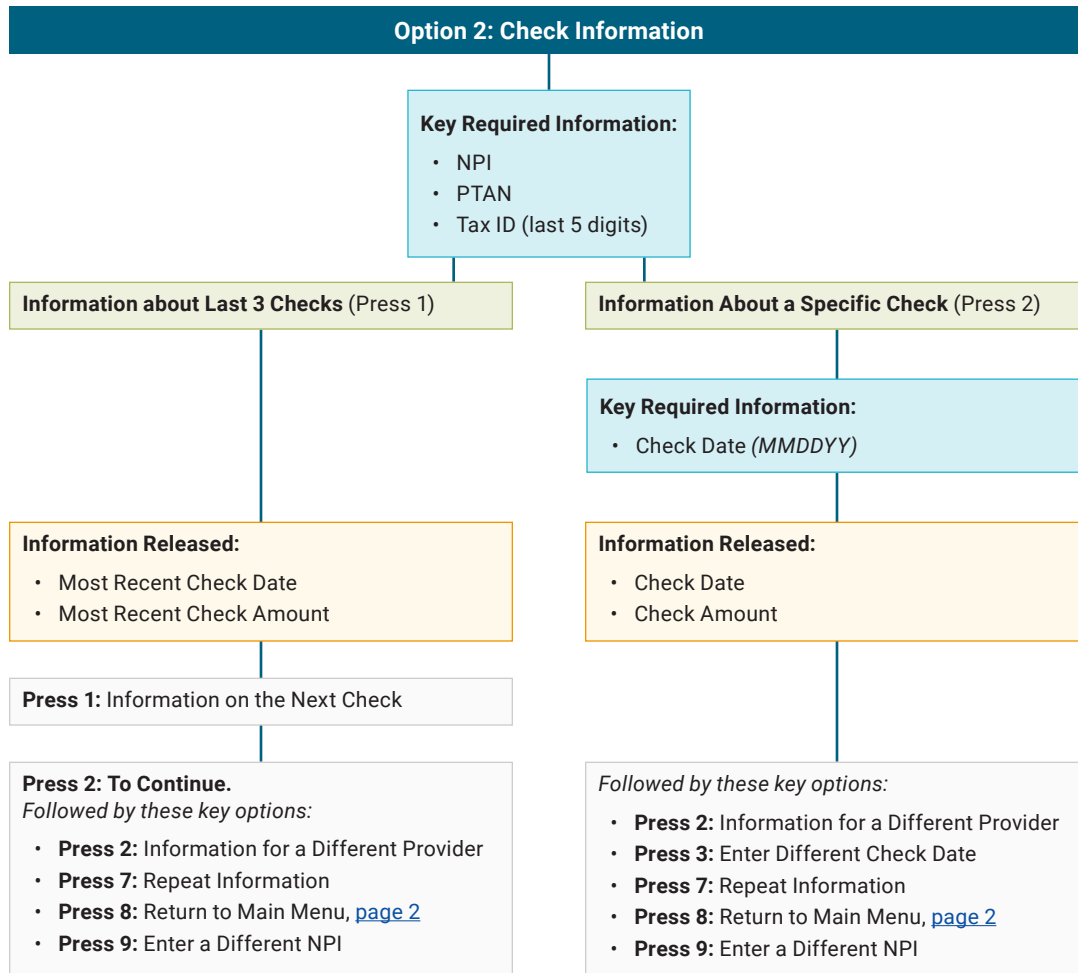 Option 2: Check Information
Key Required Information:
• NPI
• PTAN
• Tax ID (last 5 digits)
Information about Last 3 Checks (Press 1)
Information Released:
• Most Recent Check Date
• Most Recent Check Amount
Press 1: Information on the Next Check
Press 2: To Continue.
Followed by these key options:
• Press 2: Information for a Different Provider
• Press 7: Repeat Information
• Press 8: Return to Main Menu, page 2
• Press 9: Enter a Different NPI
Information About a Specific Check (Press 2)
Key Required Information:
• Check Date (MMDDYY)
Information Released:
• Check Date
• Check Amount
Followed by these key options:
• Press 2: Information for a Different Provider
• Press 3: Enter Different Check Date
• Press 7: Repeat Information
• Press 8: Return to Main Menu, page 2
• Press 9: Enter a Different NPI